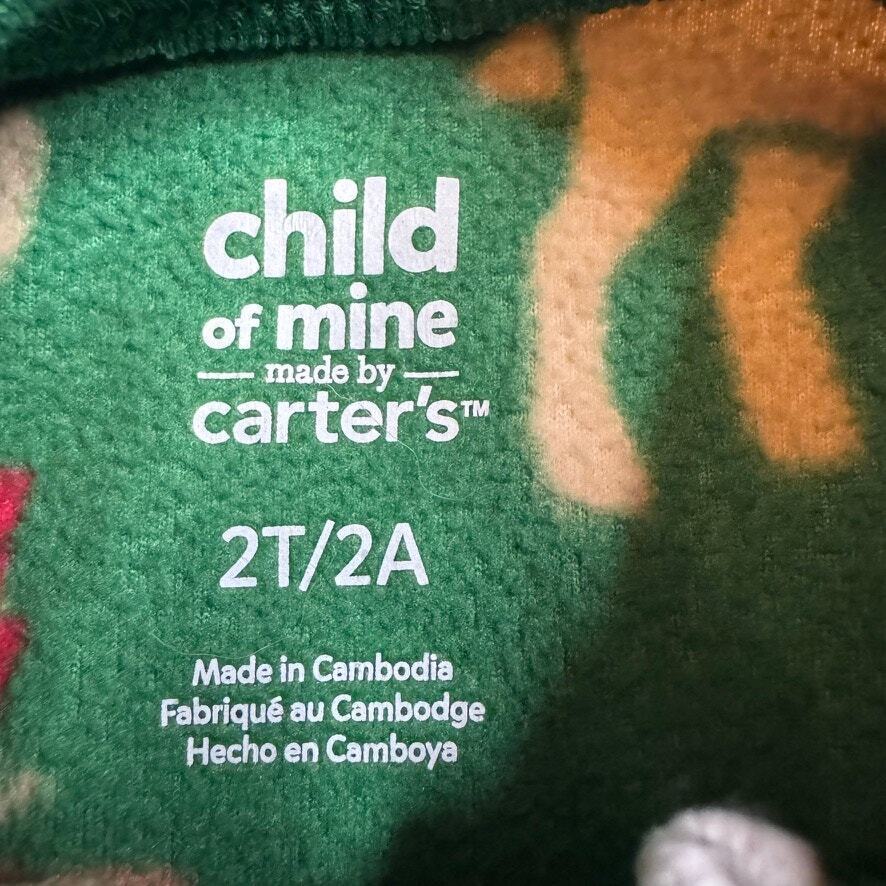 child
of mine
made by
carter's™
2T/2A
Made in Cambodia
Fabriqué au Cambodge
Hecho en Camboya